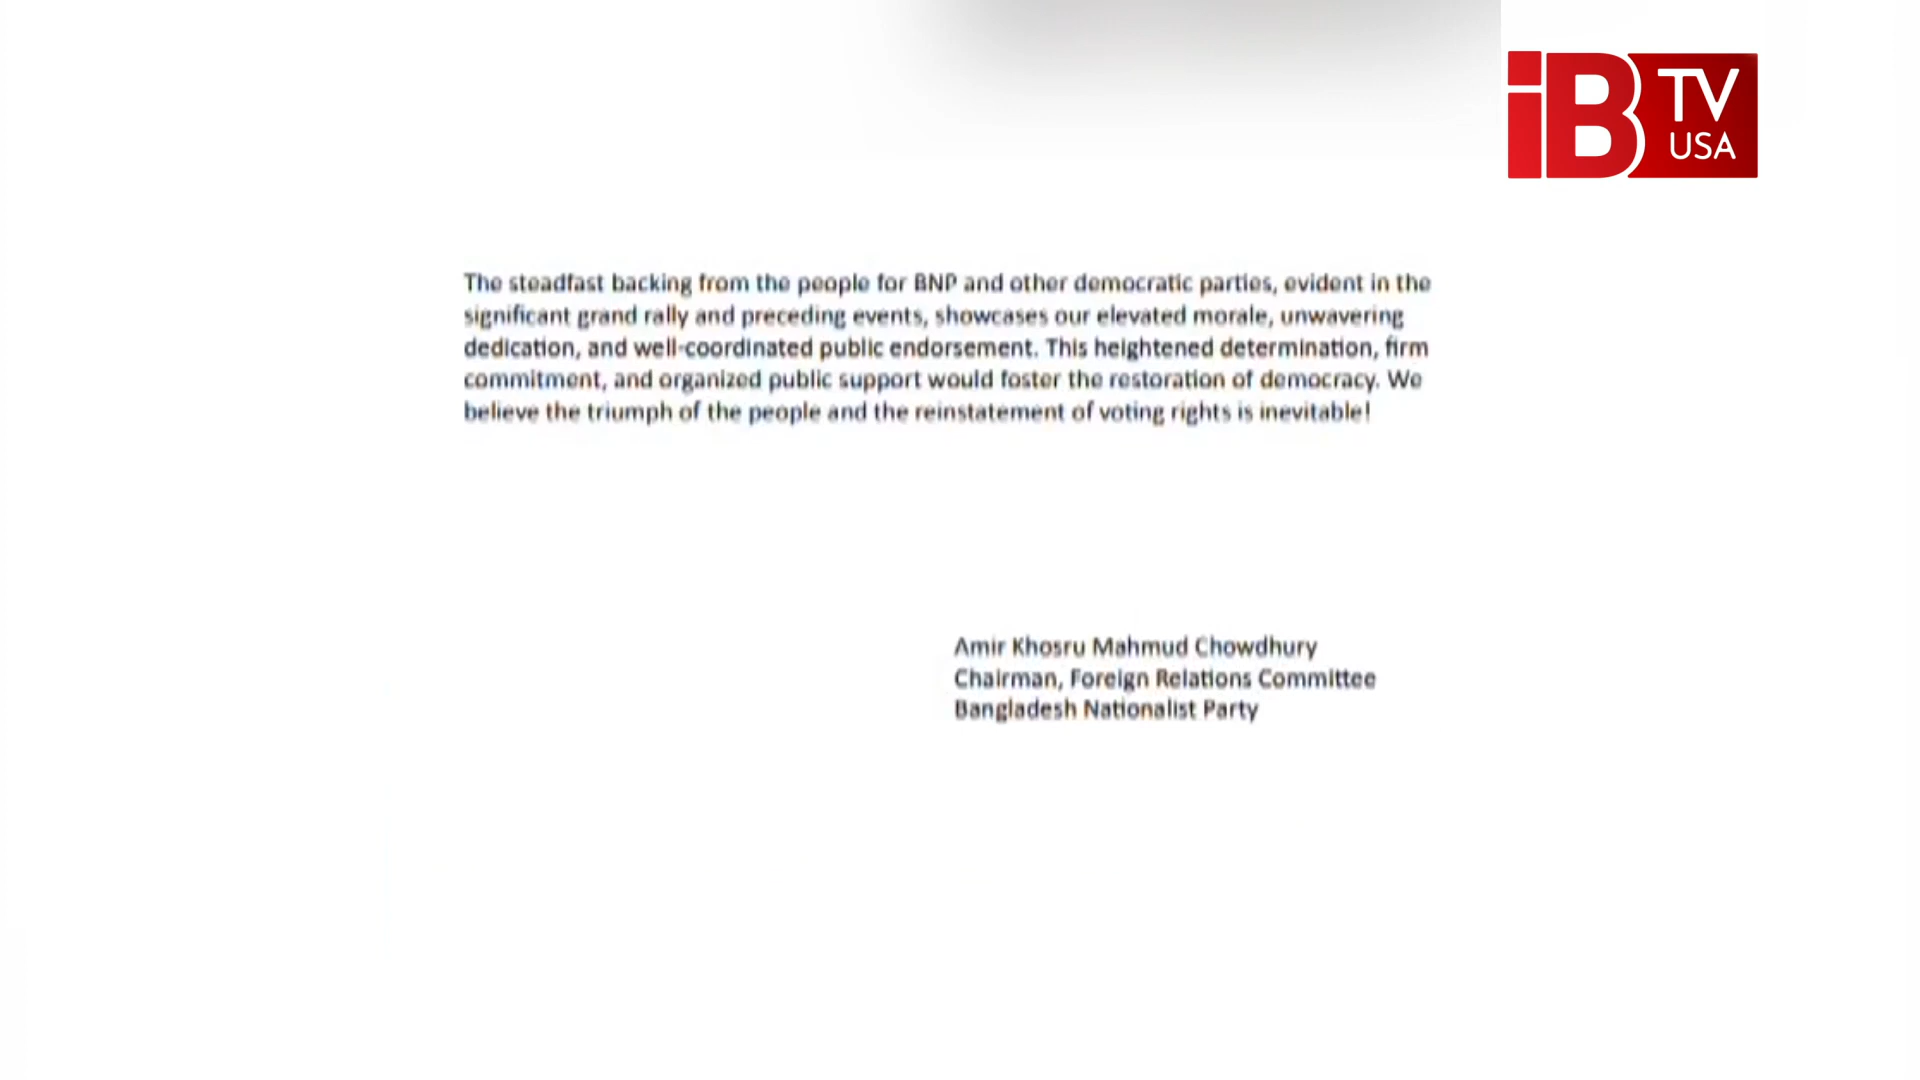 iB TV
USA
The steadfast backing from the people for BNP and other democratic parties, evident in the
significant grand rally and preceding events, showcases our elevated morale, unwavering
dedication, and well-coordinated public endorsement. This heightened determination, firm
commitment, and organized public support would foster the restoration of democracy. We
believe the triumph of the people and the reinstatement of voting rights is inevitable!
Amir Khosru Mahmud Chowdhury
Chairman, Foreign Relations Committee
Bangladesh Nationalist Party